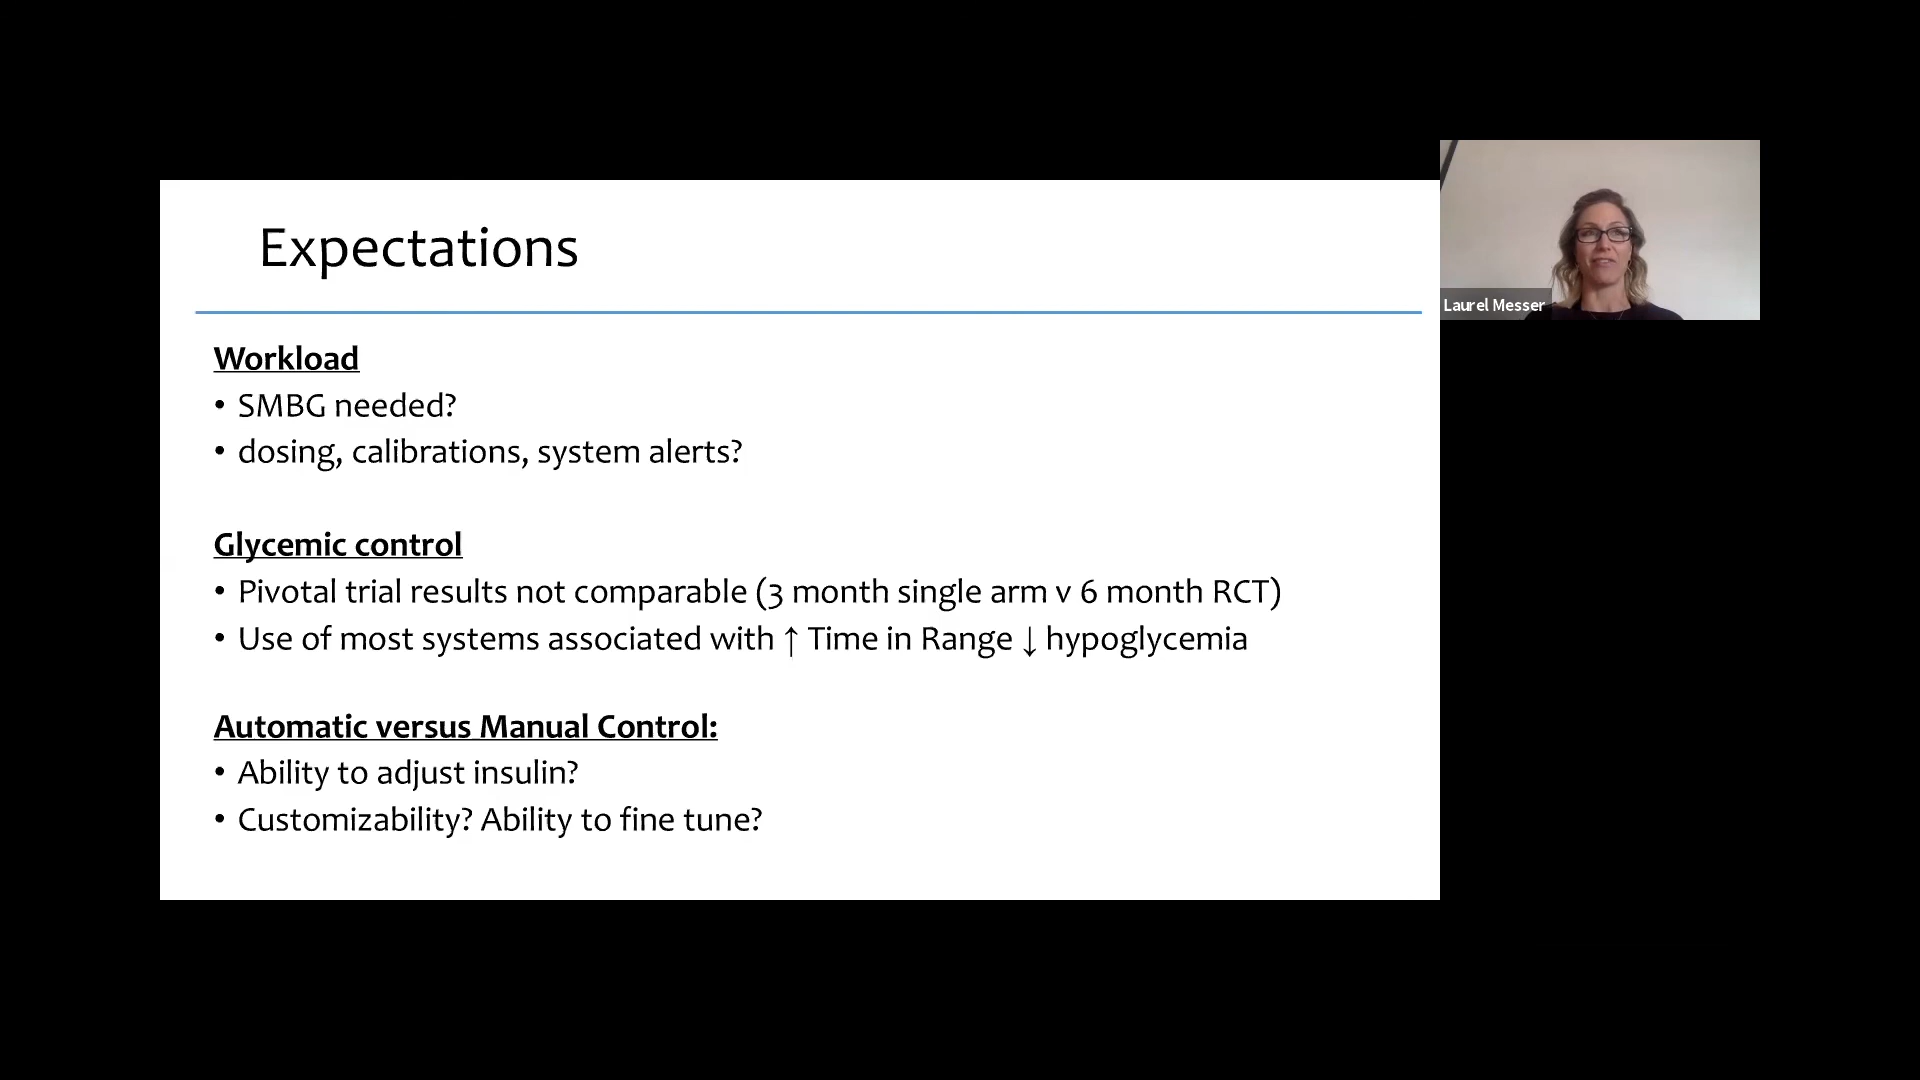 Expectations
Workload
• SMBG needed?
• dosing, calibrations, system alerts?
Glycemic control
• Pivotal trial results not comparable (3 month single arm v 6 month RCT)
• Use of most systems associated with ↑ Time in Range ↓ hypoglycemia
Automatic versus Manual Control:
• Ability to adjust insulin?
• Customizability? Ability to fine tune?
Laurel Messer